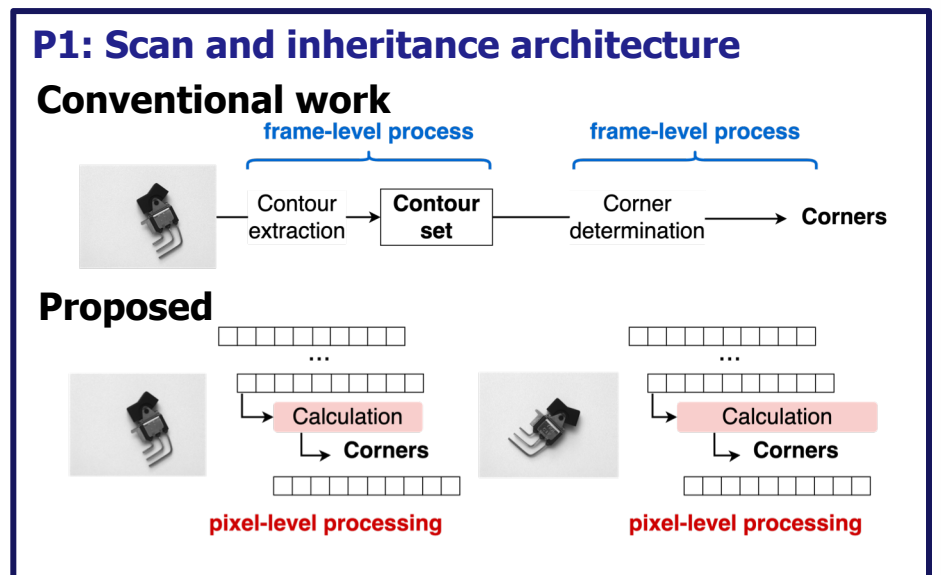 P1: Scan and inheritance architecture
Conventional work
frame-level process
frame-level process
Contour
extraction
Contour
set
Corner
determination
Corners
Proposed
...
...
Calculation
Calculation
Corners
Corners
pixel-level processing
pixel-level processing